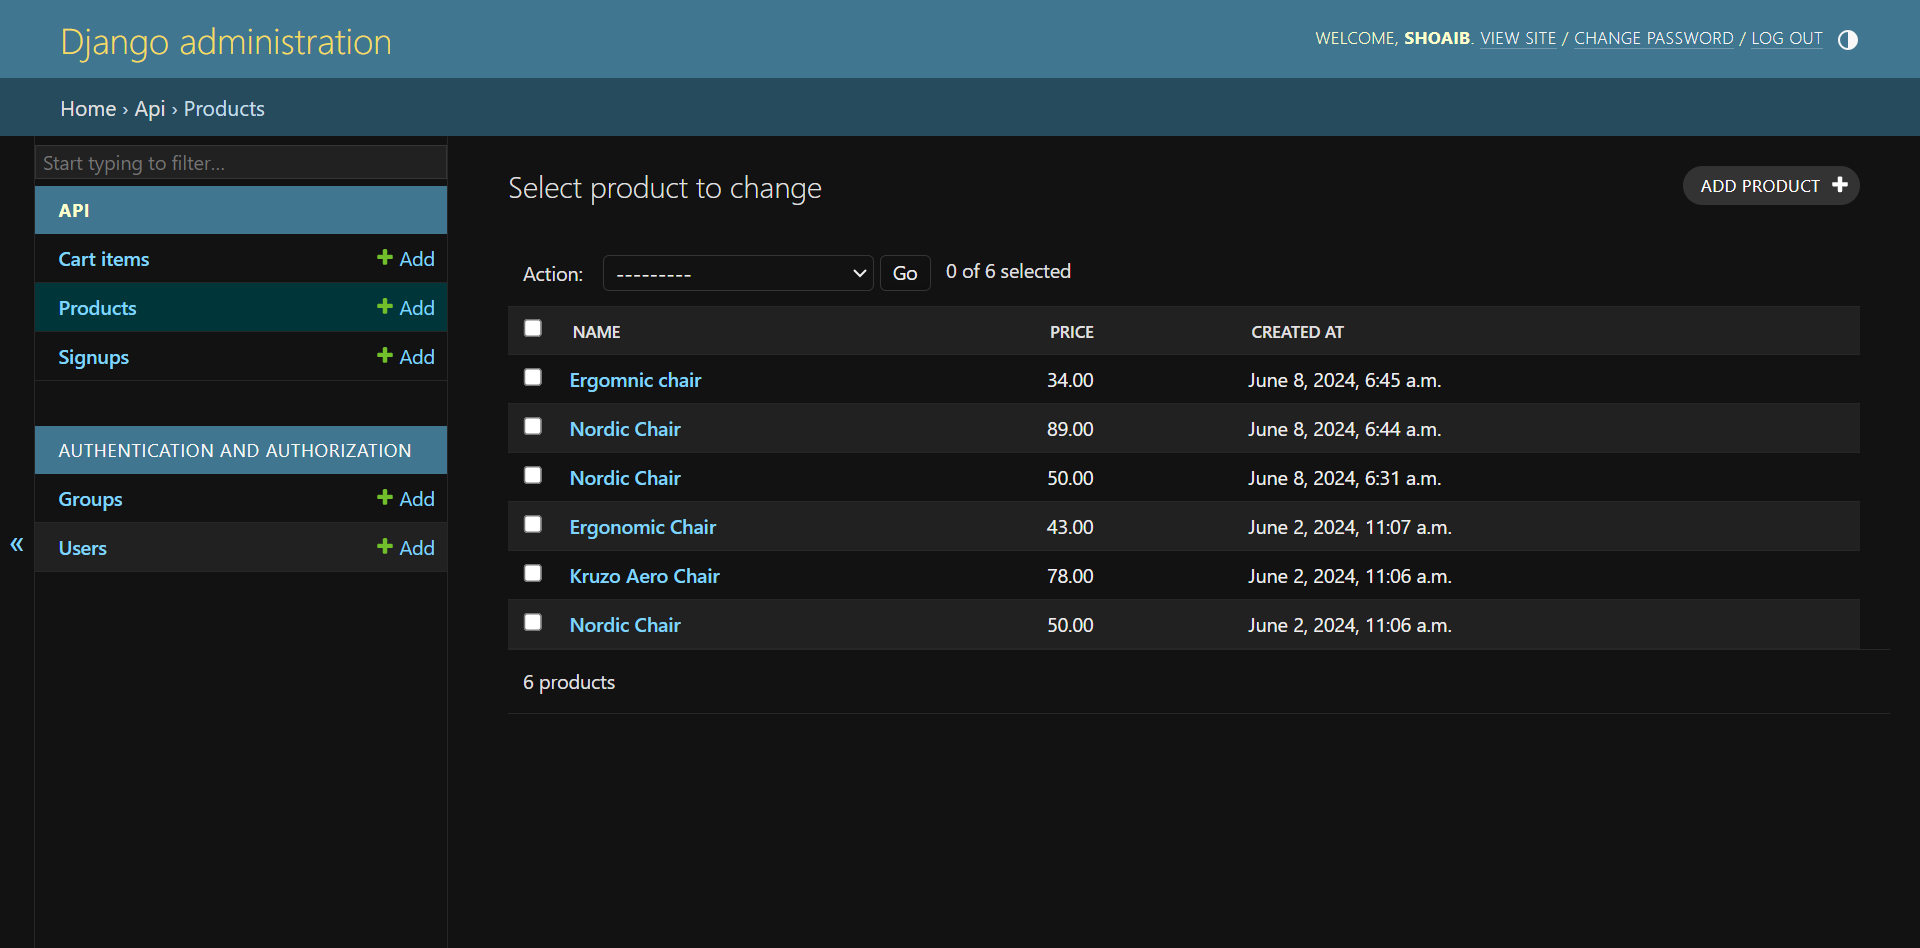 Django administration
WELCOME, SHOAIB. VIEW SITE / CHANGE PASSWORD / LOG OUT
Home › Api › Products
Start typing to filter...
API
Cart items Add
Products Add
Signups Add
AUTHENTICATION AND AUTHORIZATION
Groups Add
Users Add
«
Select product to change
ADD PRODUCT
Action: --------- Go 0 of 6 selected
NAME PRICE CREATED AT
Ergomnic chair 34.00 June 8, 2024, 6:45 a.m.
Nordic Chair 89.00 June 8, 2024, 6:44 a.m.
Nordic Chair 50.00 June 8, 2024, 6:31 a.m.
Ergonomic Chair 43.00 June 2, 2024, 11:07 a.m.
Kruzo Aero Chair 78.00 June 2, 2024, 11:06 a.m.
Nordic Chair 50.00 June 2, 2024, 11:06 a.m.
6 products